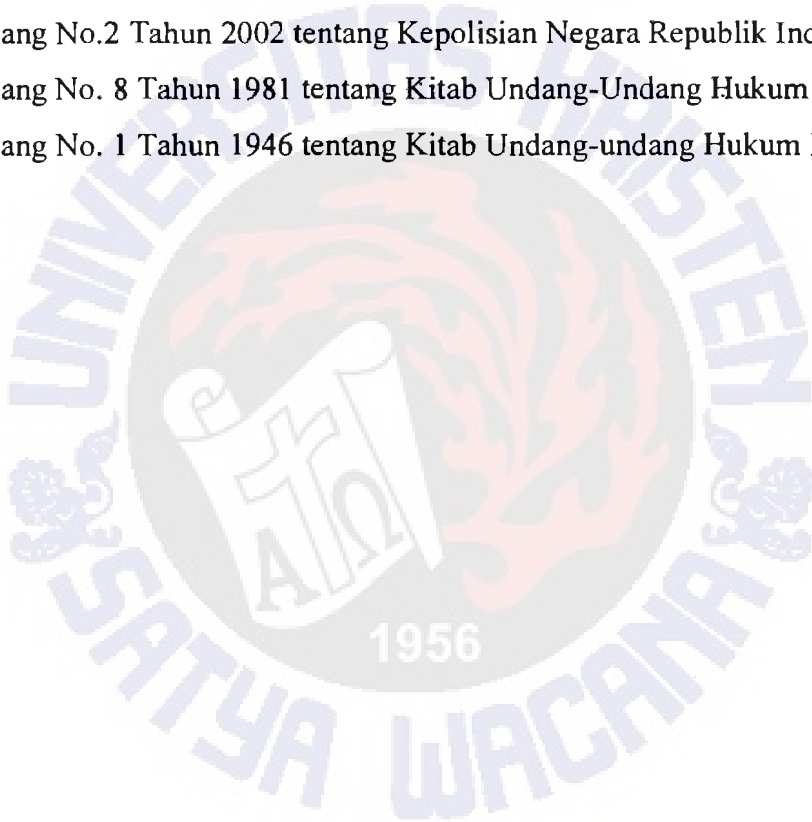 ang No.2 Tahun 2002 tentang Kepolisian Negara Republik
ang No. 8 Tahun 1981 tentang Kitab Undang-Undang Hukum
ang No. 1 Tahun 1946 tentang Kitab Undang-undang Hukum
UNIVERSITAS KRISTEN
Α Ω
1956
SATYA WACANA